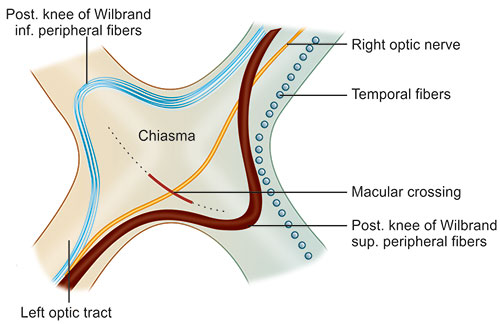 Post. knee of Wilbrand
inf. peripheral fibers
Right optic nerve
Temporal fibers
Chiasma
Macular crossing
Post. knee of Wilbrand
sup. peripheral fibers
Left optic tract